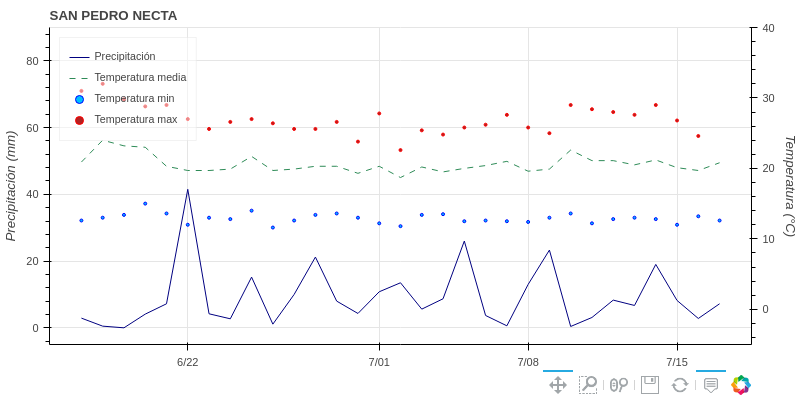 SAN PEDRO NECTA
Precipitación
Temperatura media
Temperatura min
Temperatura max
Precipitación (mm)
0
20
40
60
80
Temperatura (°C)
0
10
20
30
40
6/22
7/01
7/08
7/15